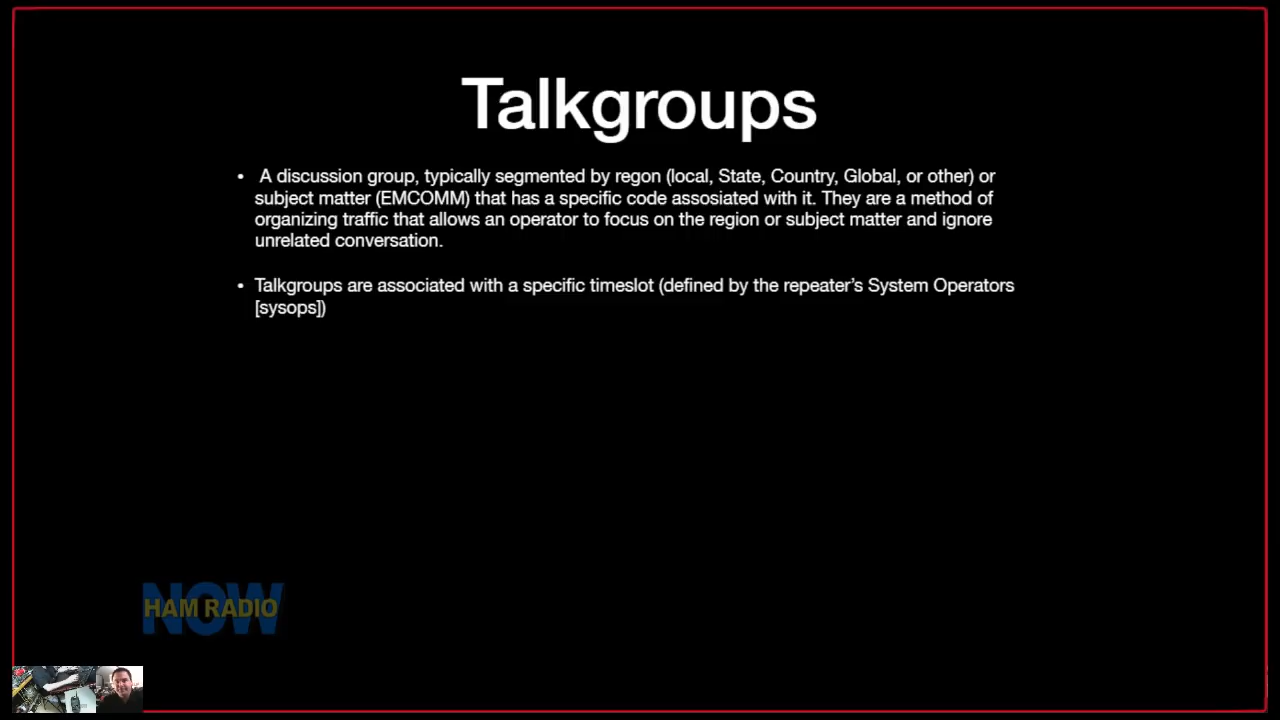 Talkgroups
• A discussion group, typically segmented by regon (local, State, Country, Global, or other) or
subject matter (EMCOMM) that has a specific code assosiated with it. They are a method of
organizing traffic that allows an operator to focus on the region or subject matter and ignore
unrelated conversation.
• Talkgroups are associated with a specific timeslot (defined by the repeater’s System Operators
[sysops])
NOW
HAM RADIO